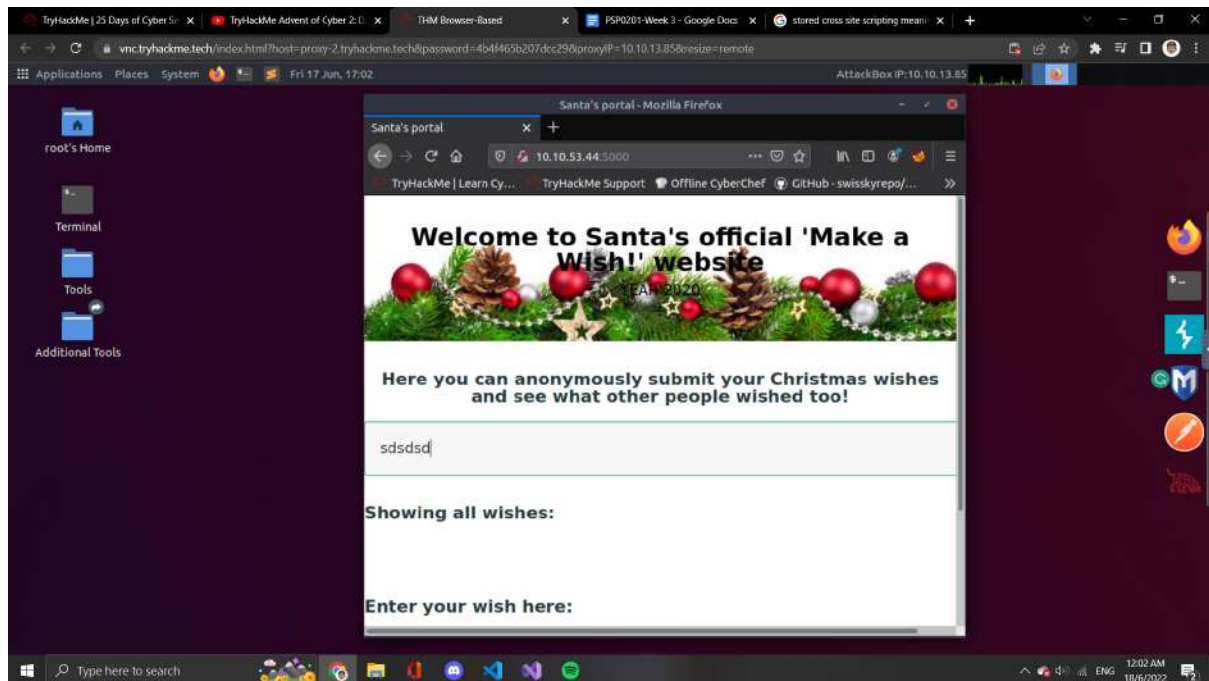 TryHackMe | 25 Days of Cyber Se
TryHackMe Advent of Cyber 2: D
THM Browser-Based
PSP0201-Week 3 - Google Docs
stored cross site scripting meani
vnc.tryhackme.tech/index.html?host=proxy-2.tryhackme.tech&password=4b4f465b207dcc29&proxyIP=10.10.13.85&resize=remote
Applications Places System Fri 17 Jun, 17:02 AttackBox IP:10.10.13.85
Santa's portal - Mozilla Firefox
root's Home
Santa's portal
10.10.53.44:5000
TryHackMe | Learn Cy... TryHackMe Support Offline CyberChef GitHub - swisskyrepo/...
Terminal
Welcome to Santa's official 'Make a
Wish!' website
YEAR 2020
Tools
Additional Tools
Here you can anonymously submit your Christmas wishes
and see what other people wished too!
sdsdsd
Showing all wishes:
Enter your wish here:
Type here to search
ENG
12:02 AM
18/6/2022